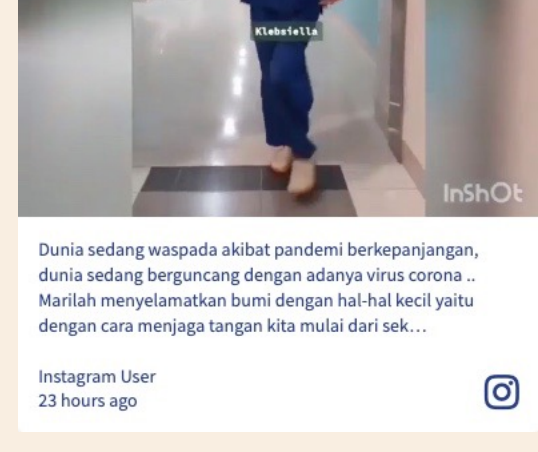 Klebsiella
InShOt
Dunia sedang waspada akibat pandemi berkepanjangan,
dunia sedang berguncang dengan adanya virus corona ..
Marilah menyelamatkan bumi dengan hal-hal kecil yaitu
dengan cara menjaga tangan kita mulai dari sek…
Instagram User
23 hours ago